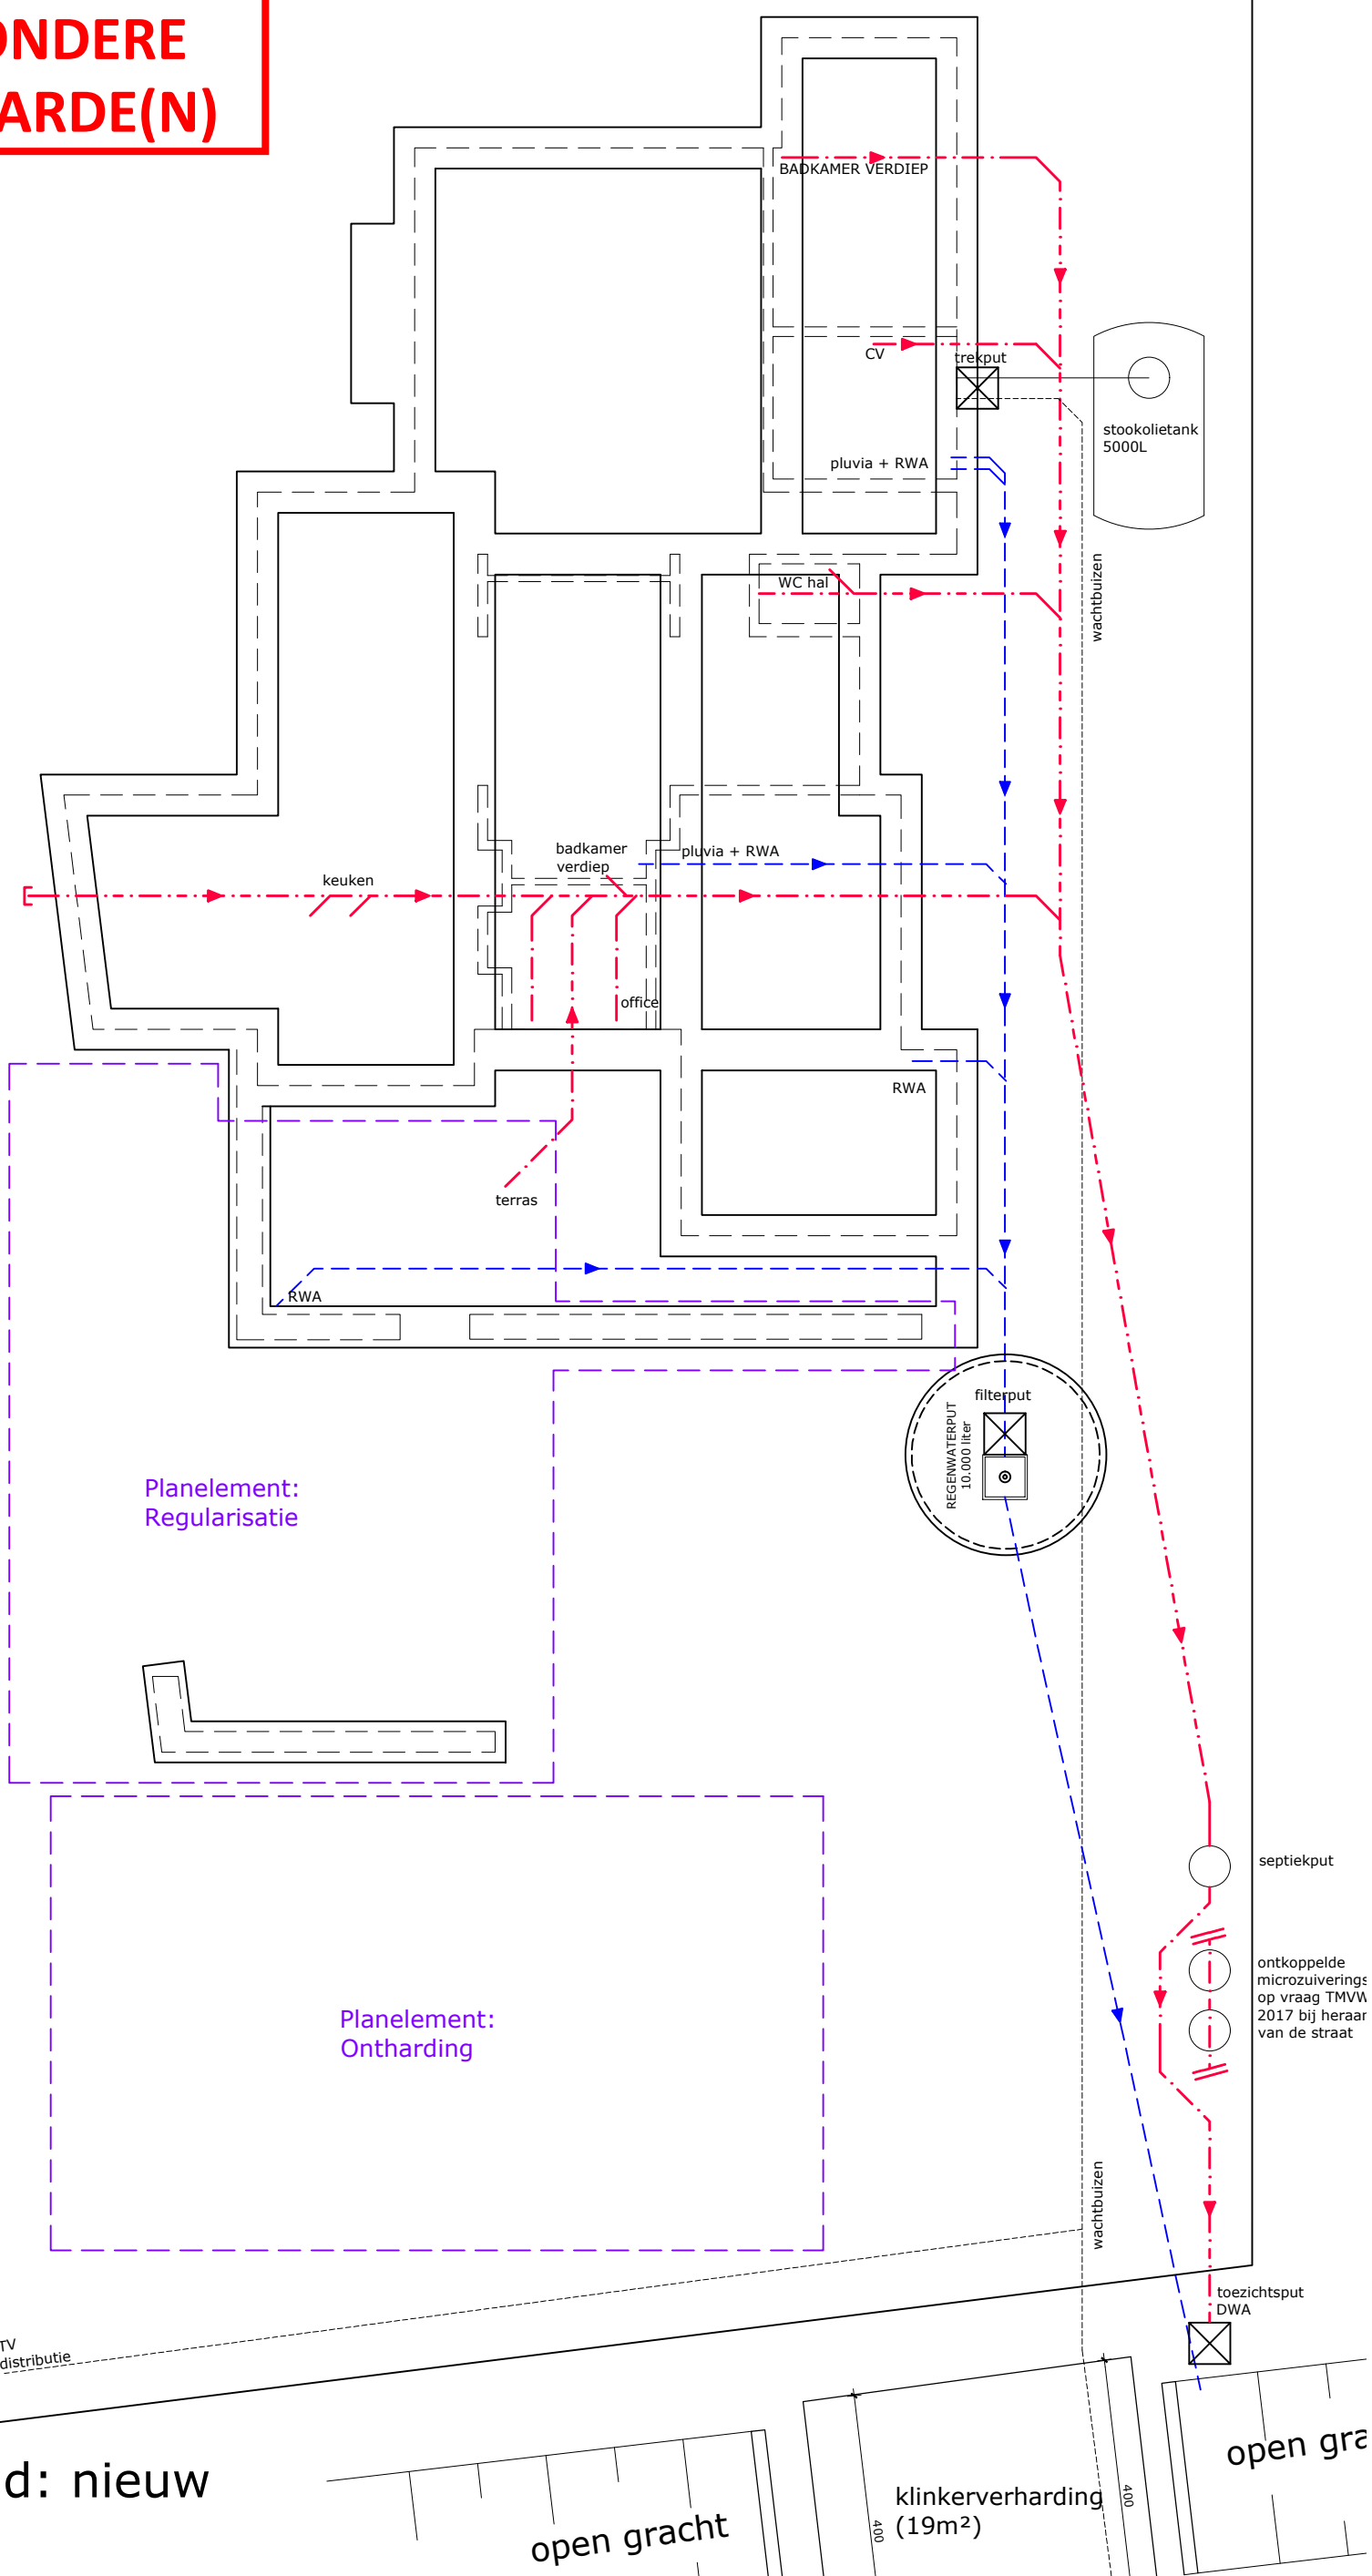 ONDERE
ARDE(N)
BADKAMER VERDIEP
CV
trekput
stookolietank
5000L
pluvia + RWA
wachtbuizen
WC hal
badkamer
verdiep
pluvia + RWA
keuken
office
RWA
terras
RWA
filterput
REGENWATERPUT
10.000 liter
Planelement:
Regularisatie
septiekput
ontkoppelde
microzuiverings
op vraag TMVW
2017 bij heraan
van de straat
Planelement:
Ontharding
wachtbuizen
toezichtsput
DWA
TV
distributie
d: nieuw
open gracht
klinkerverharding
(19m²)
400
400
open gra